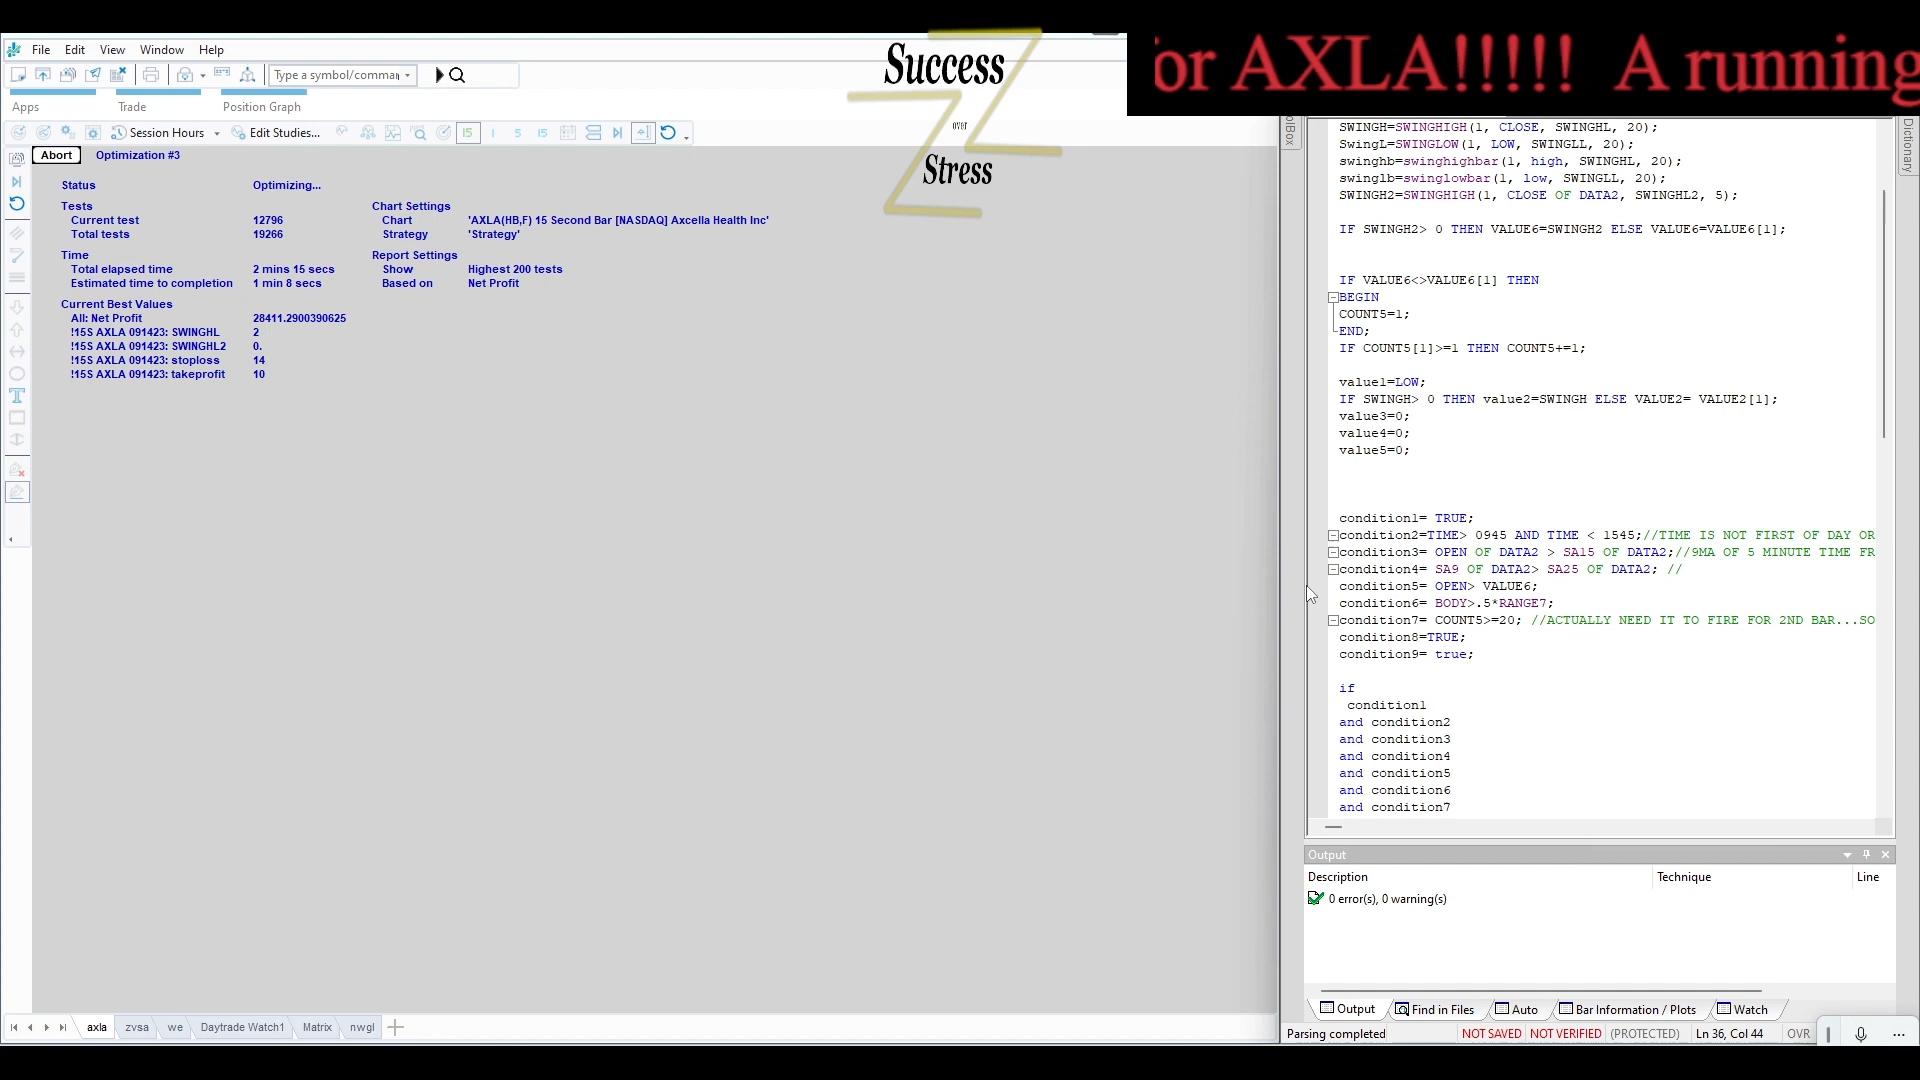 File Edit View Window Help
Type a symbol/comman
Apps Trade Position Graph
Session Hours Edit Studies... 15 1 5 15
Success
over
Stress
or AXLA!!!!! A running
Abort Optimization #3
Status Optimizing...
Tests
Current test 12796
Total tests 19266
Time
Total elapsed time 2 mins 15 secs
Estimated time to completion 1 min 8 secs
Current Best Values
All: Net Profit 28411.2900390625
!15S AXLA 091423: SWINGHL 2
!15S AXLA 091423: SWINGHL2 0.
!15S AXLA 091423: stoploss 14
!15S AXLA 091423: takeprofit 10
Chart Settings
Chart 'AXLA(HB,F) 15 Second Bar [NASDAQ] Axcella Health Inc'
Strategy 'Strategy'
Report Settings
Show Highest 200 tests
Based on Net Profit
axla zvsa we Daytrade Watch1 Matrix nwgl
SWINGH=SWINGHIGH(1, CLOSE, SWINGHL, 20);
SwingL=SWINGLOW(1, LOW, SWINGLL, 20);
swinghb=swinghighbar(1, high, SWINGHL, 20);
swinglb=swinglowbar(1, low, SWINGLL, 20);
SWINGH2=SWINGHIGH(1, CLOSE OF DATA2, SWINGHL2, 5);
IF SWINGH2> 0 THEN VALUE6=SWINGH2 ELSE VALUE6=VALUE6[1];
IF VALUE6<>VALUE6[1] THEN
BEGIN
COUNT5=1;
END;
IF COUNT5[1]>=1 THEN COUNT5+=1;
value1=LOW;
IF SWINGH> 0 THEN value2=SWINGH ELSE VALUE2= VALUE2[1];
value3=0;
value4=0;
value5=0;
condition1= TRUE;
condition2=TIME> 0945 AND TIME < 1545;//TIME IS NOT FIRST OF DAY OR
condition3= OPEN OF DATA2 > SA15 OF DATA2;//9MA OF 5 MINUTE TIME FR
condition4= SA9 OF DATA2> SA25 OF DATA2; //
condition5= OPEN> VALUE6;
condition6= BODY>.5*RANGE7;
condition7= COUNT5>=20; //ACTUALLY NEED IT TO FIRE FOR 2ND BAR...SO
condition8=TRUE;
condition9= true;
if
condition1
and condition2
and condition3
and condition4
and condition5
and condition6
and condition7
Dictionary
Output
Description Technique Line
0 error(s), 0 warning(s)
Output Find in Files Auto Bar Information / Plots Watch
Parsing completed NOT SAVED NOT VERIFIED (PROTECTED) Ln 36, Col 44 OVR